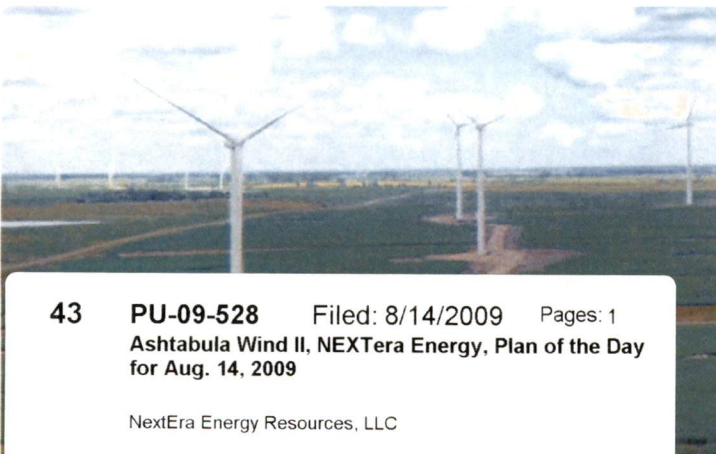 43 PU-09-528 Filed: 8/14/2009 Pages: 1
Ashtabula Wind II, NEXTera Energy, Plan of the Day
for Aug. 14, 2009
NextEra Energy Resources, LLC